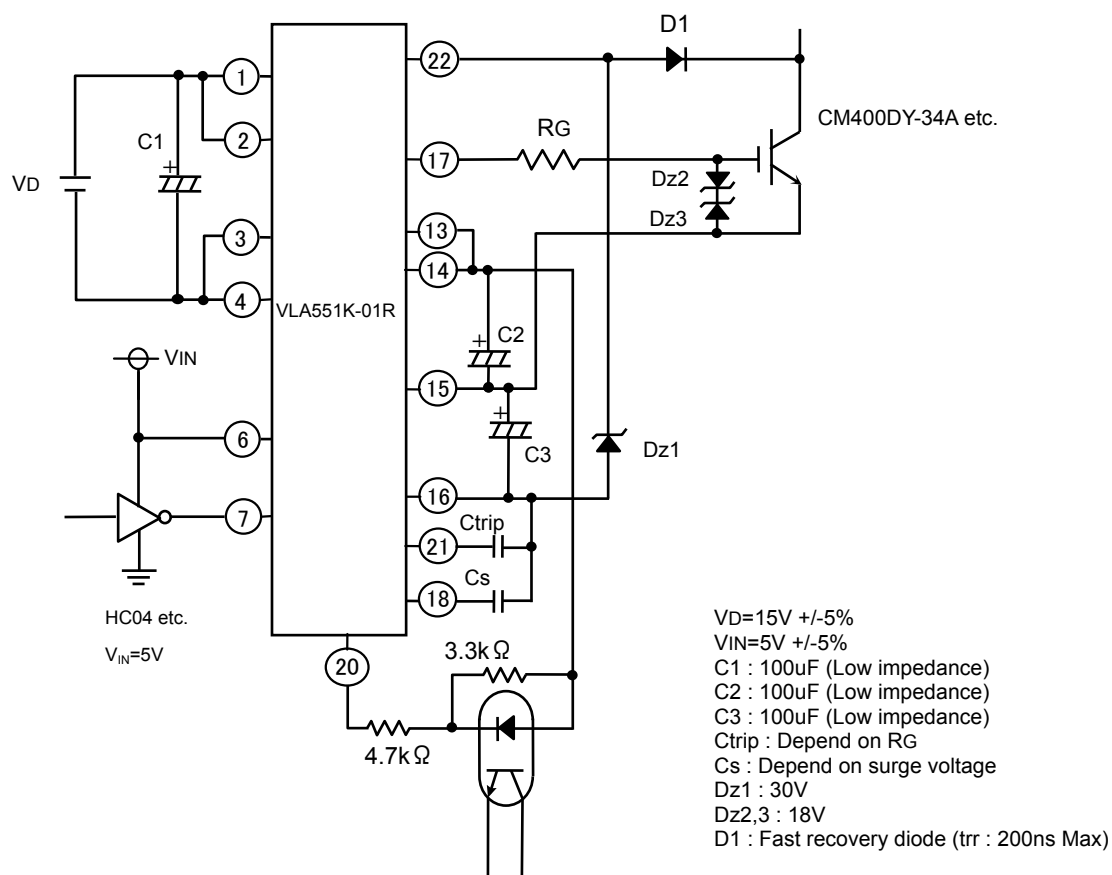 D1
22
1
CM400DY-34A etc.
RG
2
C1
17
+
VD
Dz2
Dz3
13
3
14
4
VLA551K-01R
C2
+
VIN
15
+
6
C3
Dz1
16
7
Ctrip
21
Cs
18
HC04 etc.
VIN=5V
20
3.3kΩ
4.7kΩ
VD=15V +/-5%
VIN=5V +/-5%
C1 : 100uF (Low impedance)
C2 : 100uF (Low impedance)
C3 : 100uF (Low impedance)
Ctrip : Depend on RG
Cs : Depend on surge voltage
Dz1 : 30V
Dz2,3 : 18V
D1 : Fast recovery diode (trr : 200ns Max)